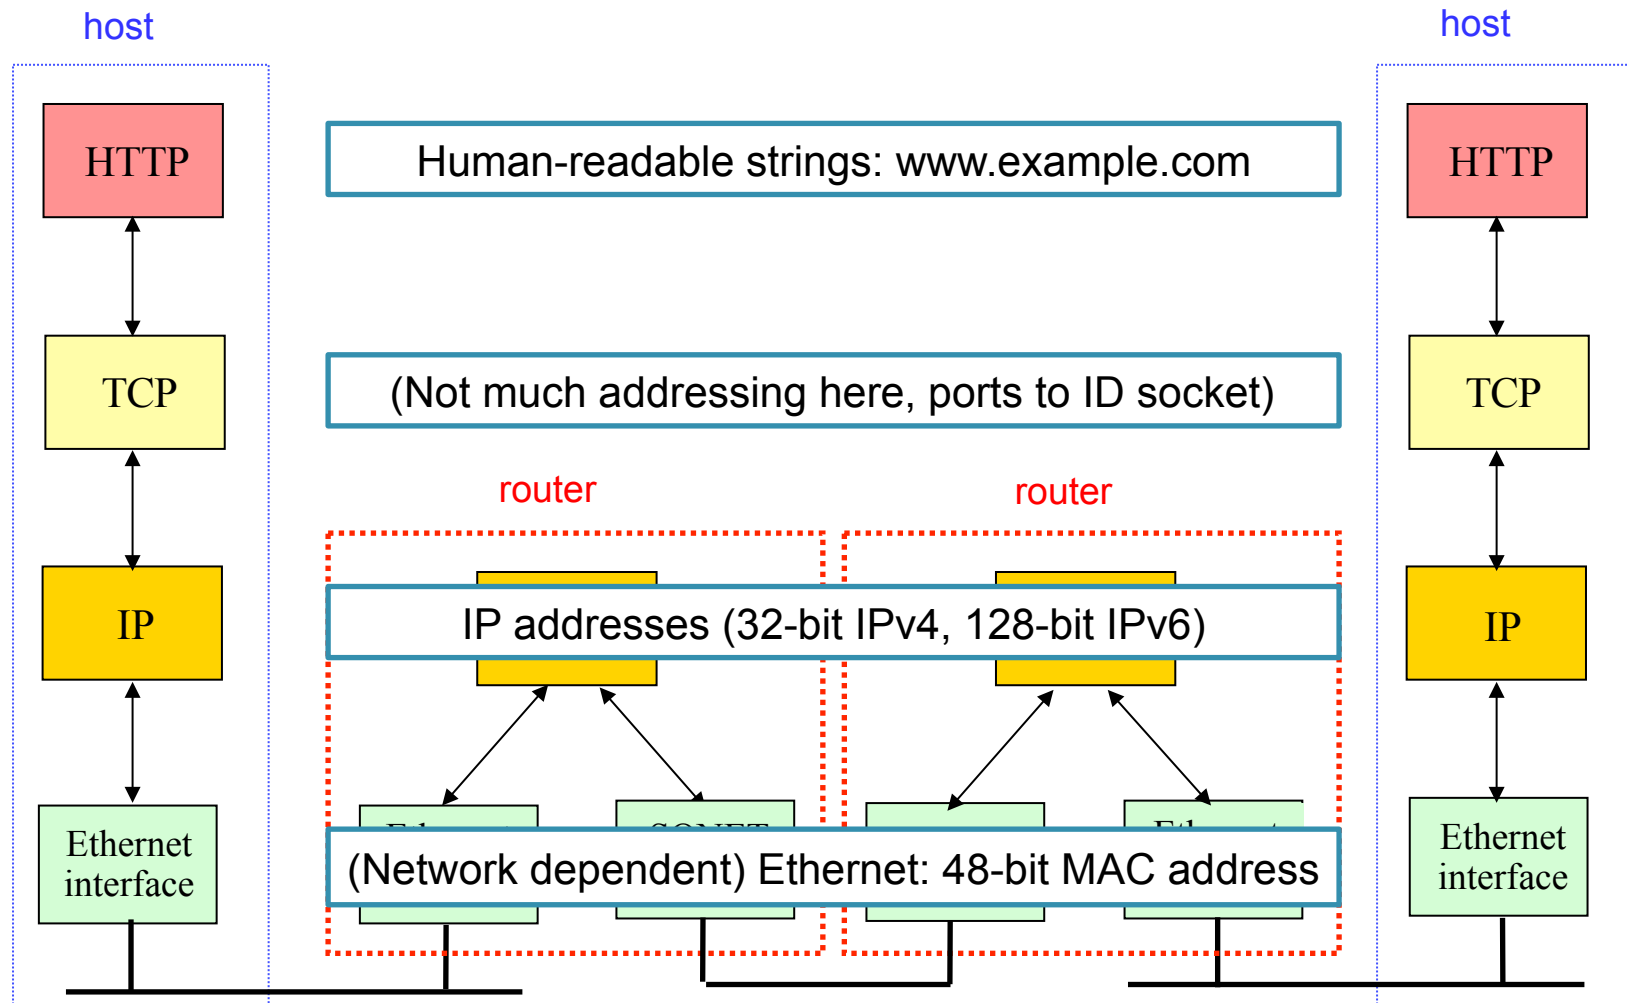 host
host
HTTP
Human-readable strings: www.example.com
HTTP
TCP
(Not much addressing here, ports to ID socket)
TCP
router
router
IP
IP addresses (32-bit IPv4, 128-bit IPv6)
IP
Ethernet
interface
(Network dependent) Ethernet: 48-bit MAC address
Ethernet
interface